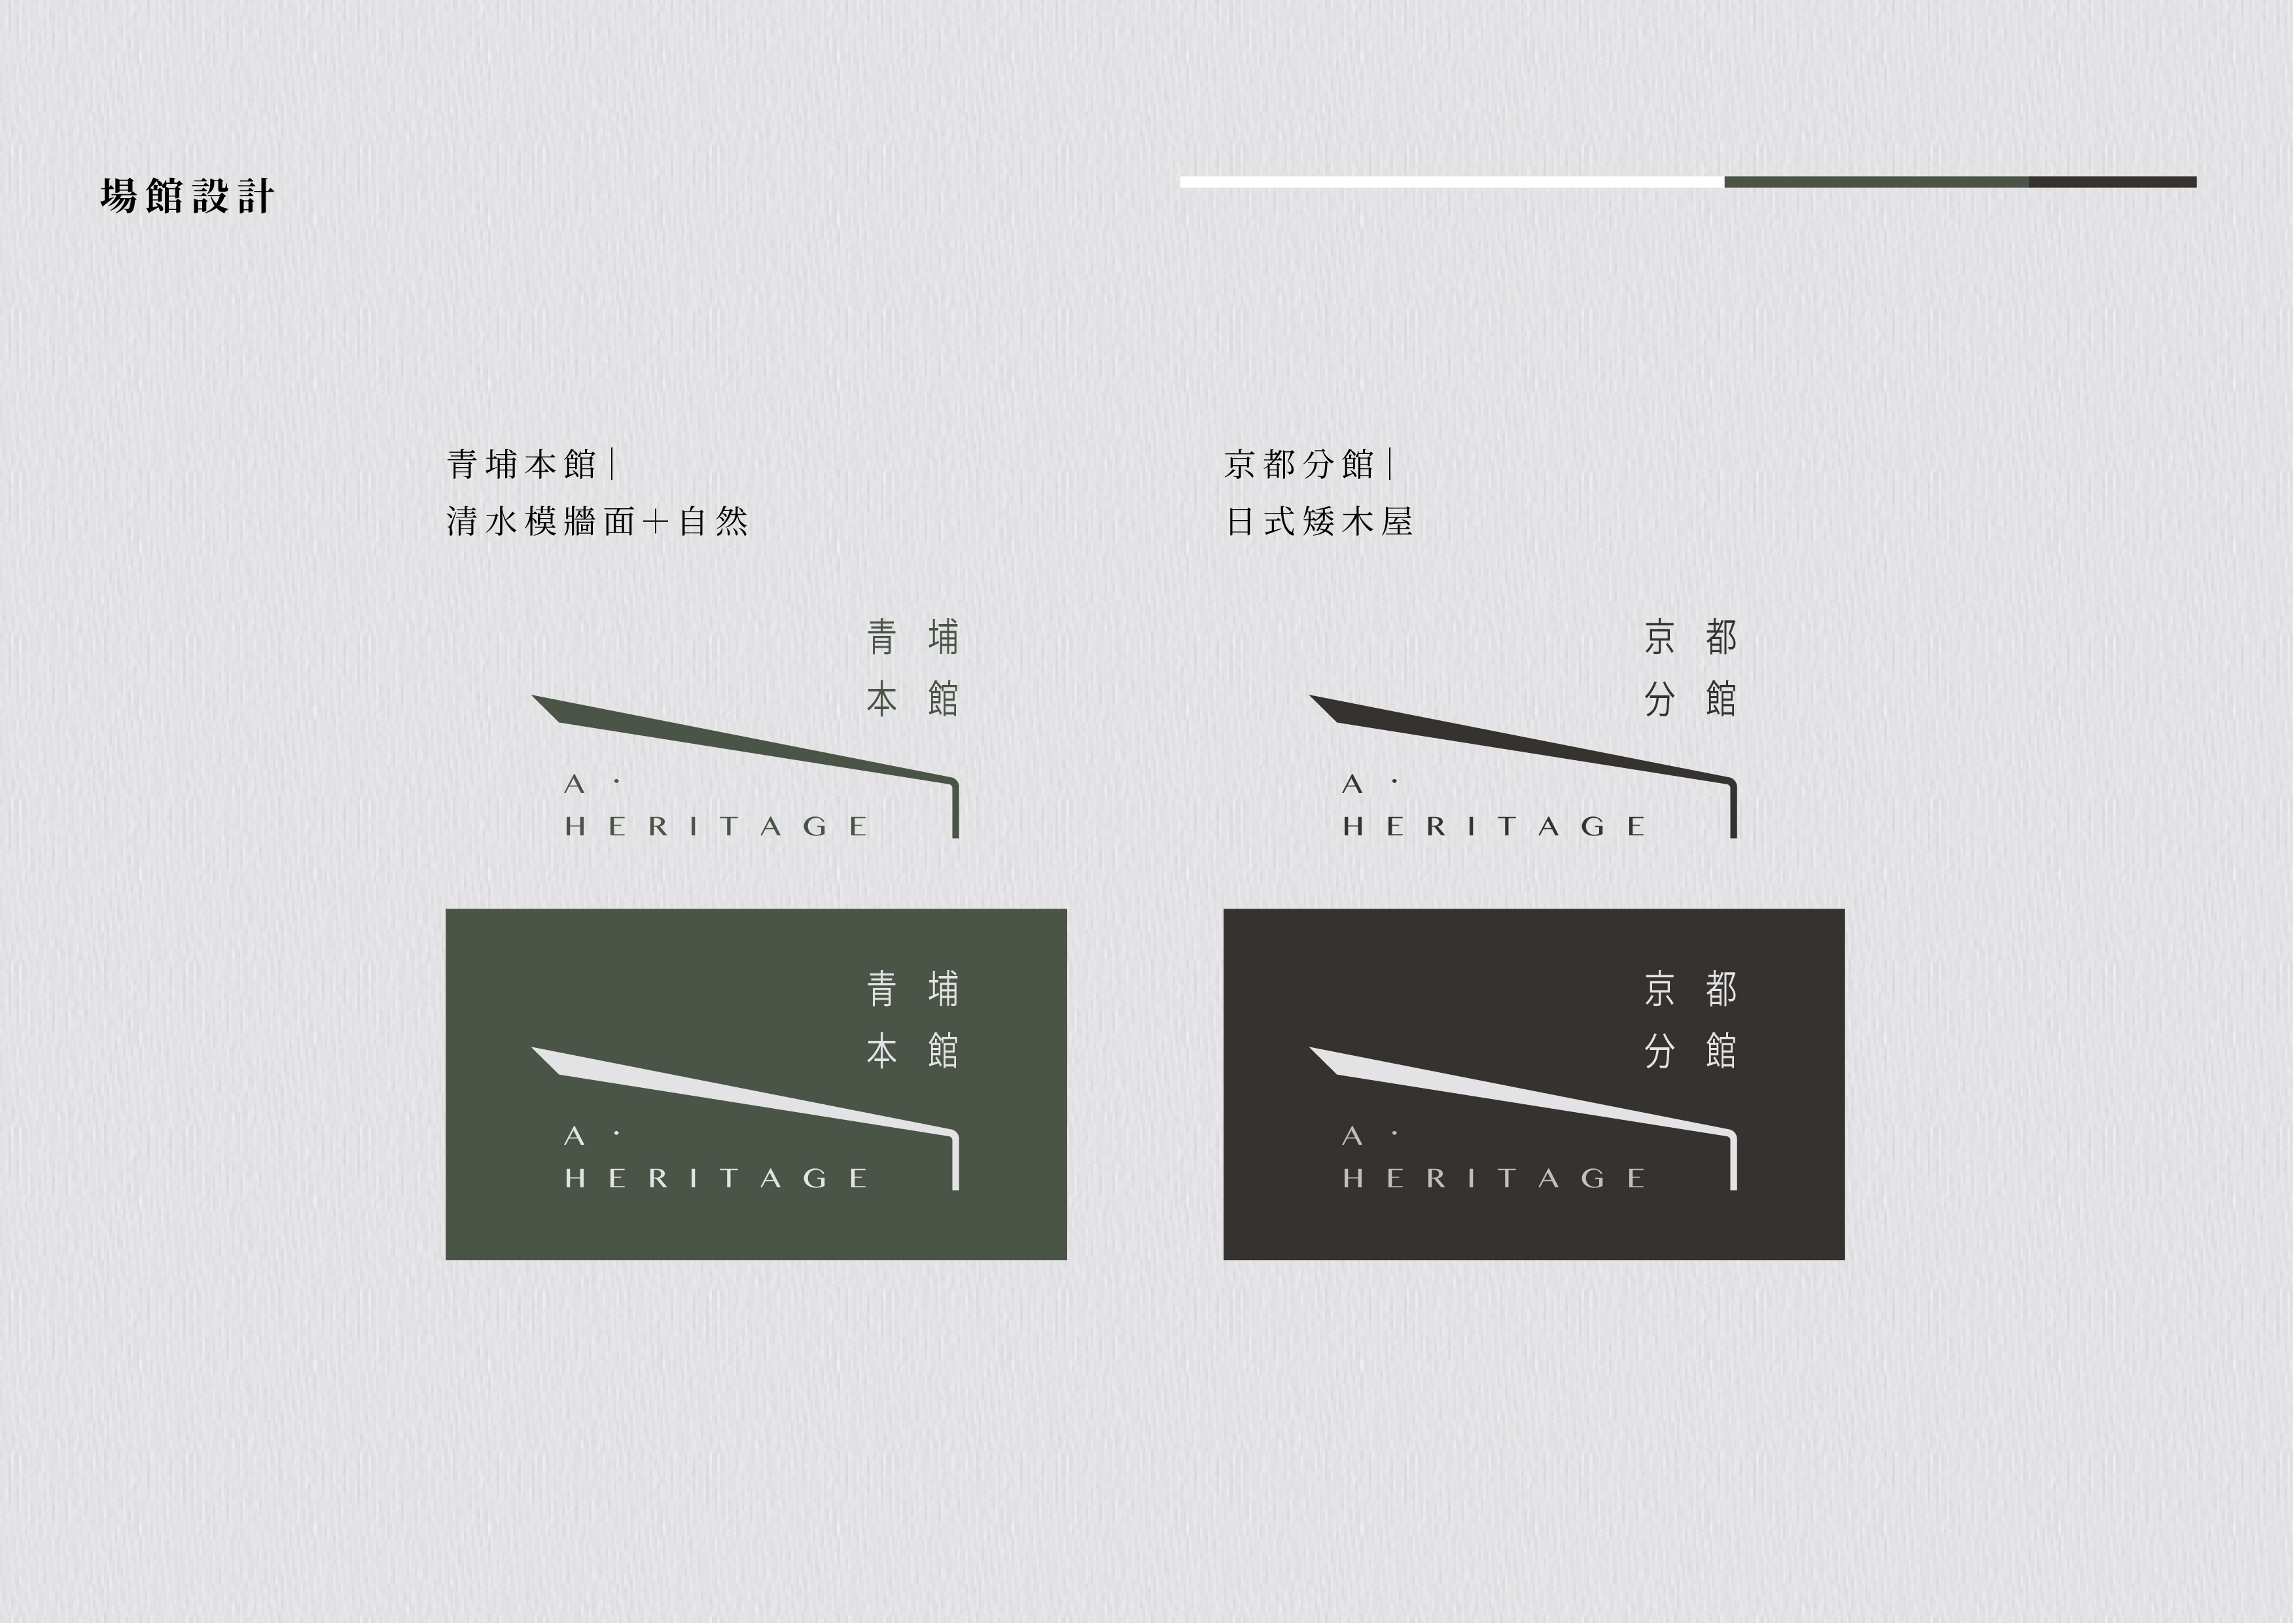 場館設計
青埔本館|
清水模牆面＋自然
青埔
本館
A·
HERITAGE
青埔
本館
A·
HERITAGE
京都分館|
日式矮木屋
京都
分館
A·
HERITAGE
京都
分館
A·
HERITAGE